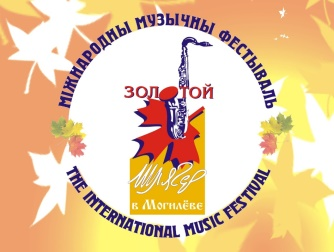 МІЖНАРОДНЫ МУЗЫЧНЫ ФЕСТЫВАЛЬ
ЗОЛОТОЙ
Шлягер
в Могилёве
THE INTERNATIONAL MUSIC FESTIVAL